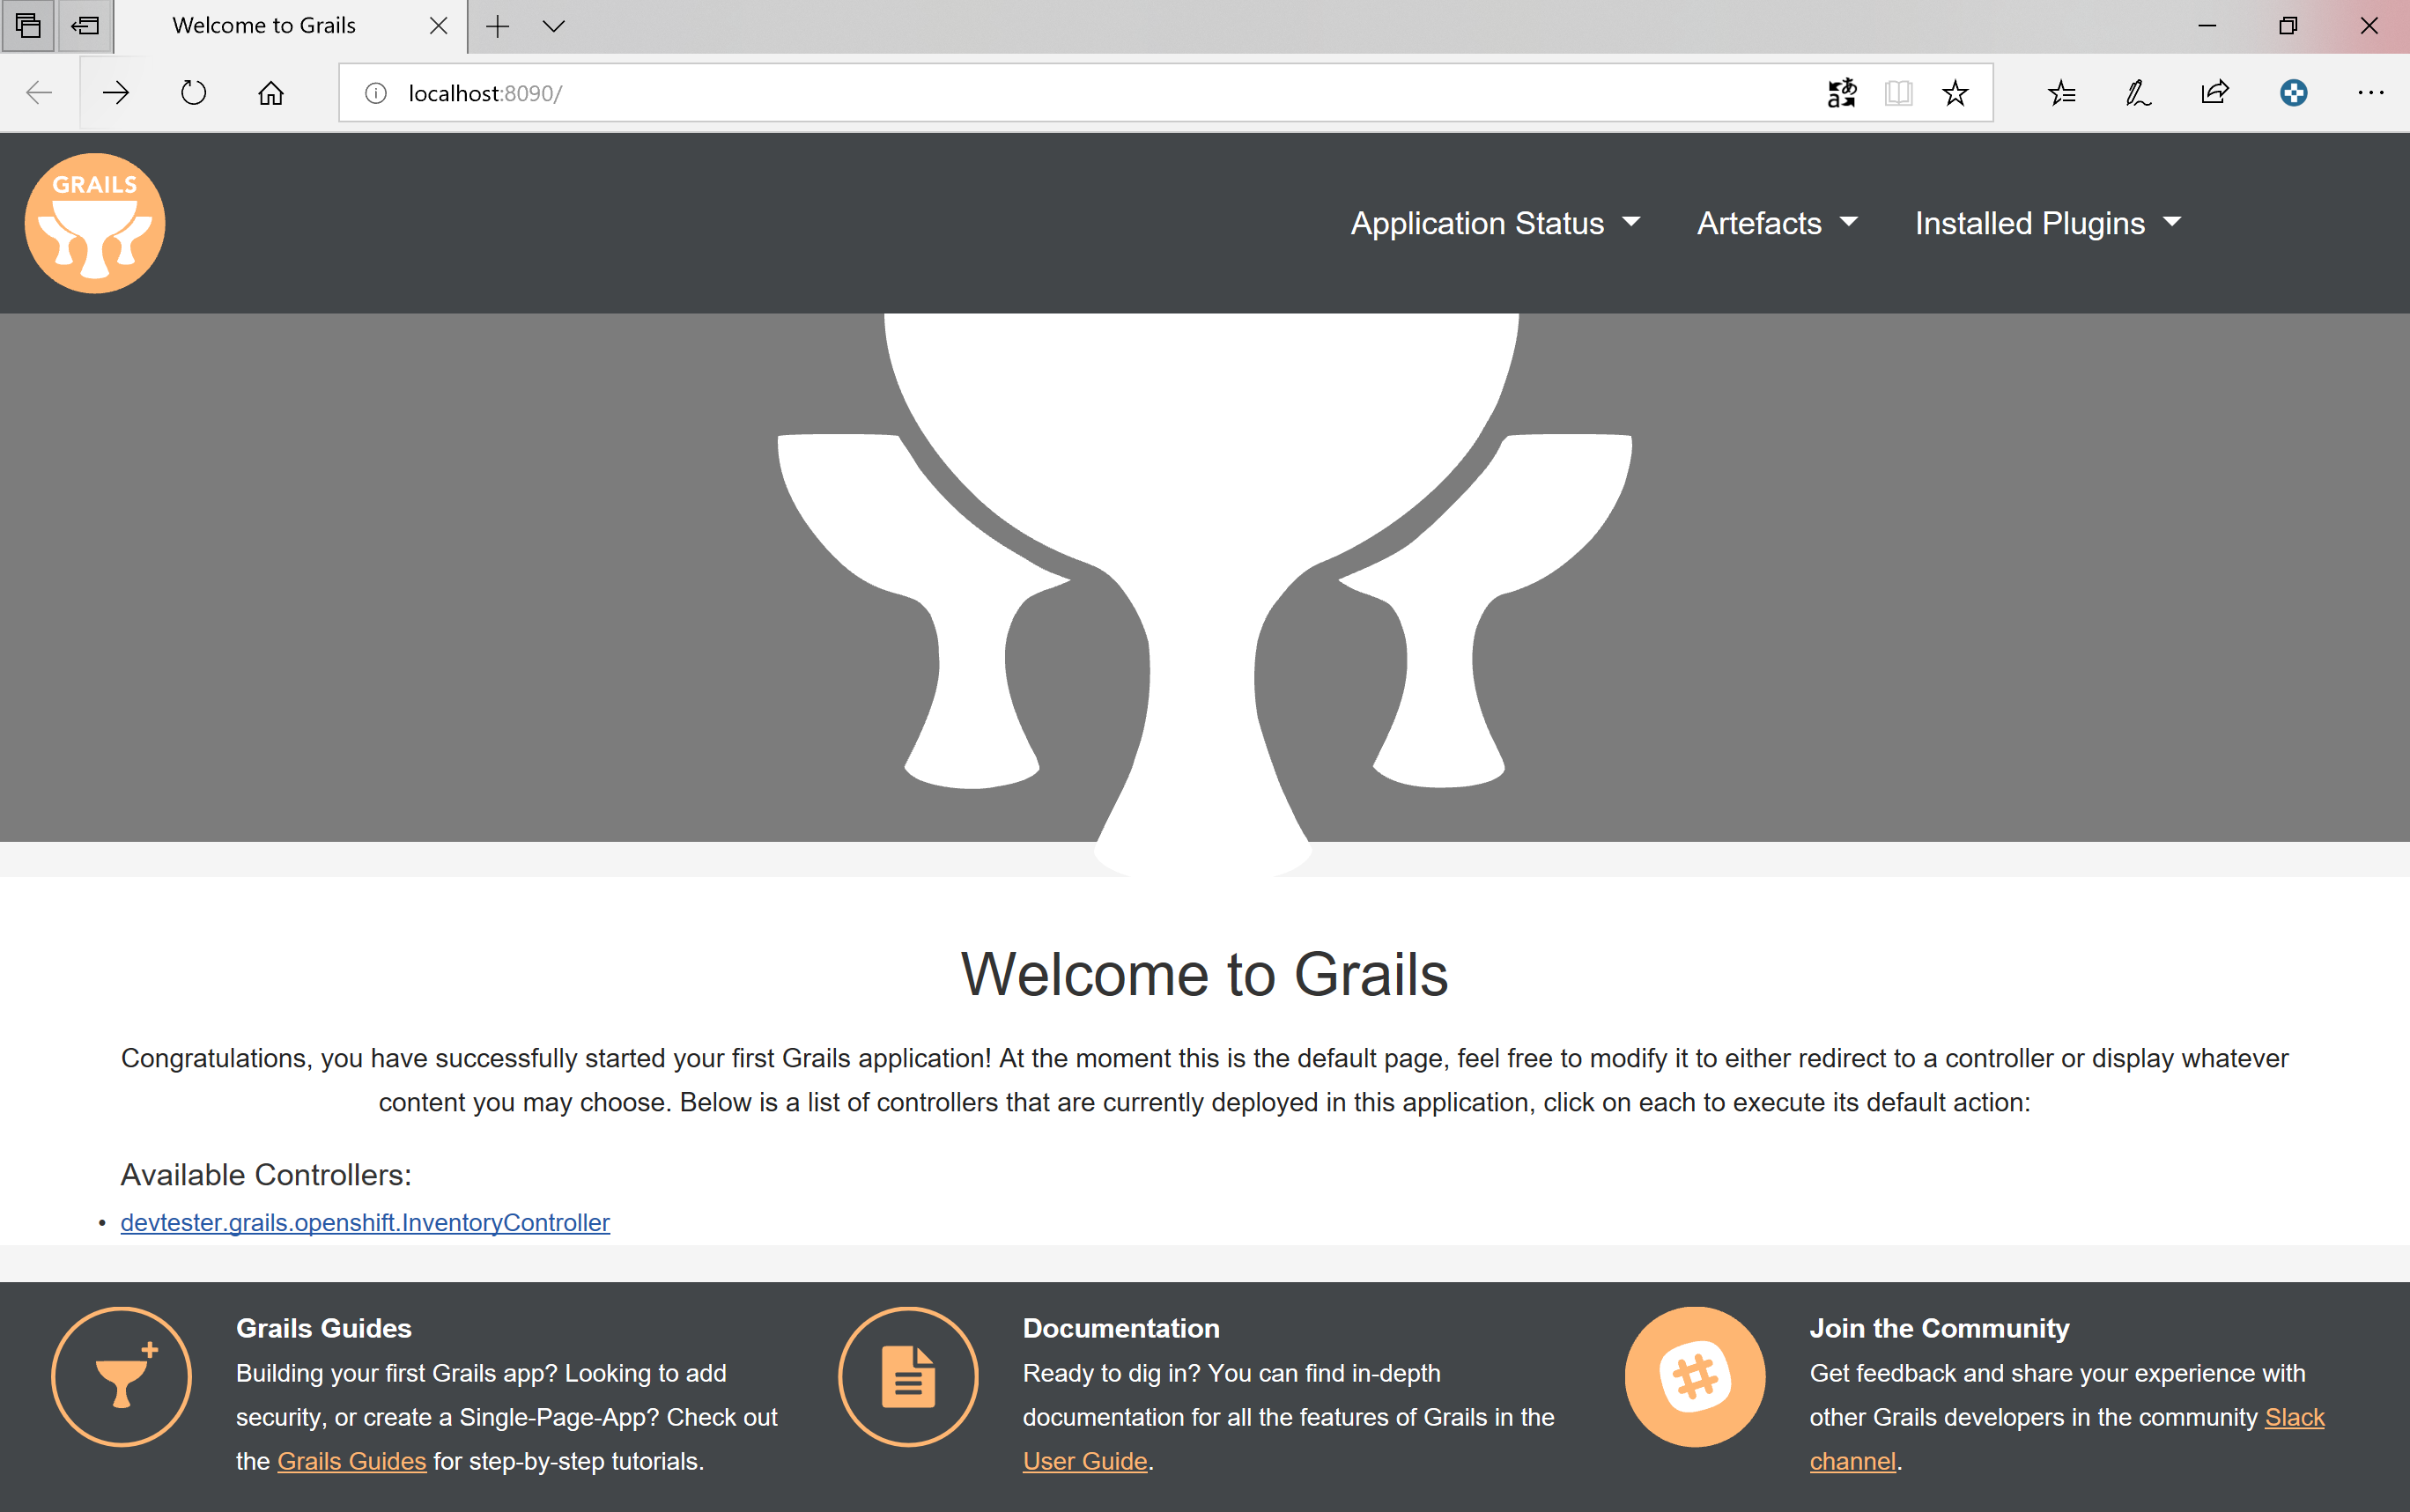 Welcome to Grails
localhost:8090/
GRAILS
Application Status
Artefacts
Installed Plugins
Welcome to Grails
Congratulations, you have successfully started your first Grails application! At the moment this is the default page, feel free to modify it to either redirect to a controller or display whatever
content you may choose. Below is a list of controllers that are currently deployed in this application, click on each to execute its default action:
Available Controllers:
• devtester.grails.openshift.InventoryController
Grails Guides
Building your first Grails app? Looking to add
security, or create a Single-Page-App? Check out
the Grails Guides for step-by-step tutorials.
Documentation
Ready to dig in? You can find in-depth
documentation for all the features of Grails in the
User Guide.
Join the Community
Get feedback and share your experience with
other Grails developers in the community Slack
channel.